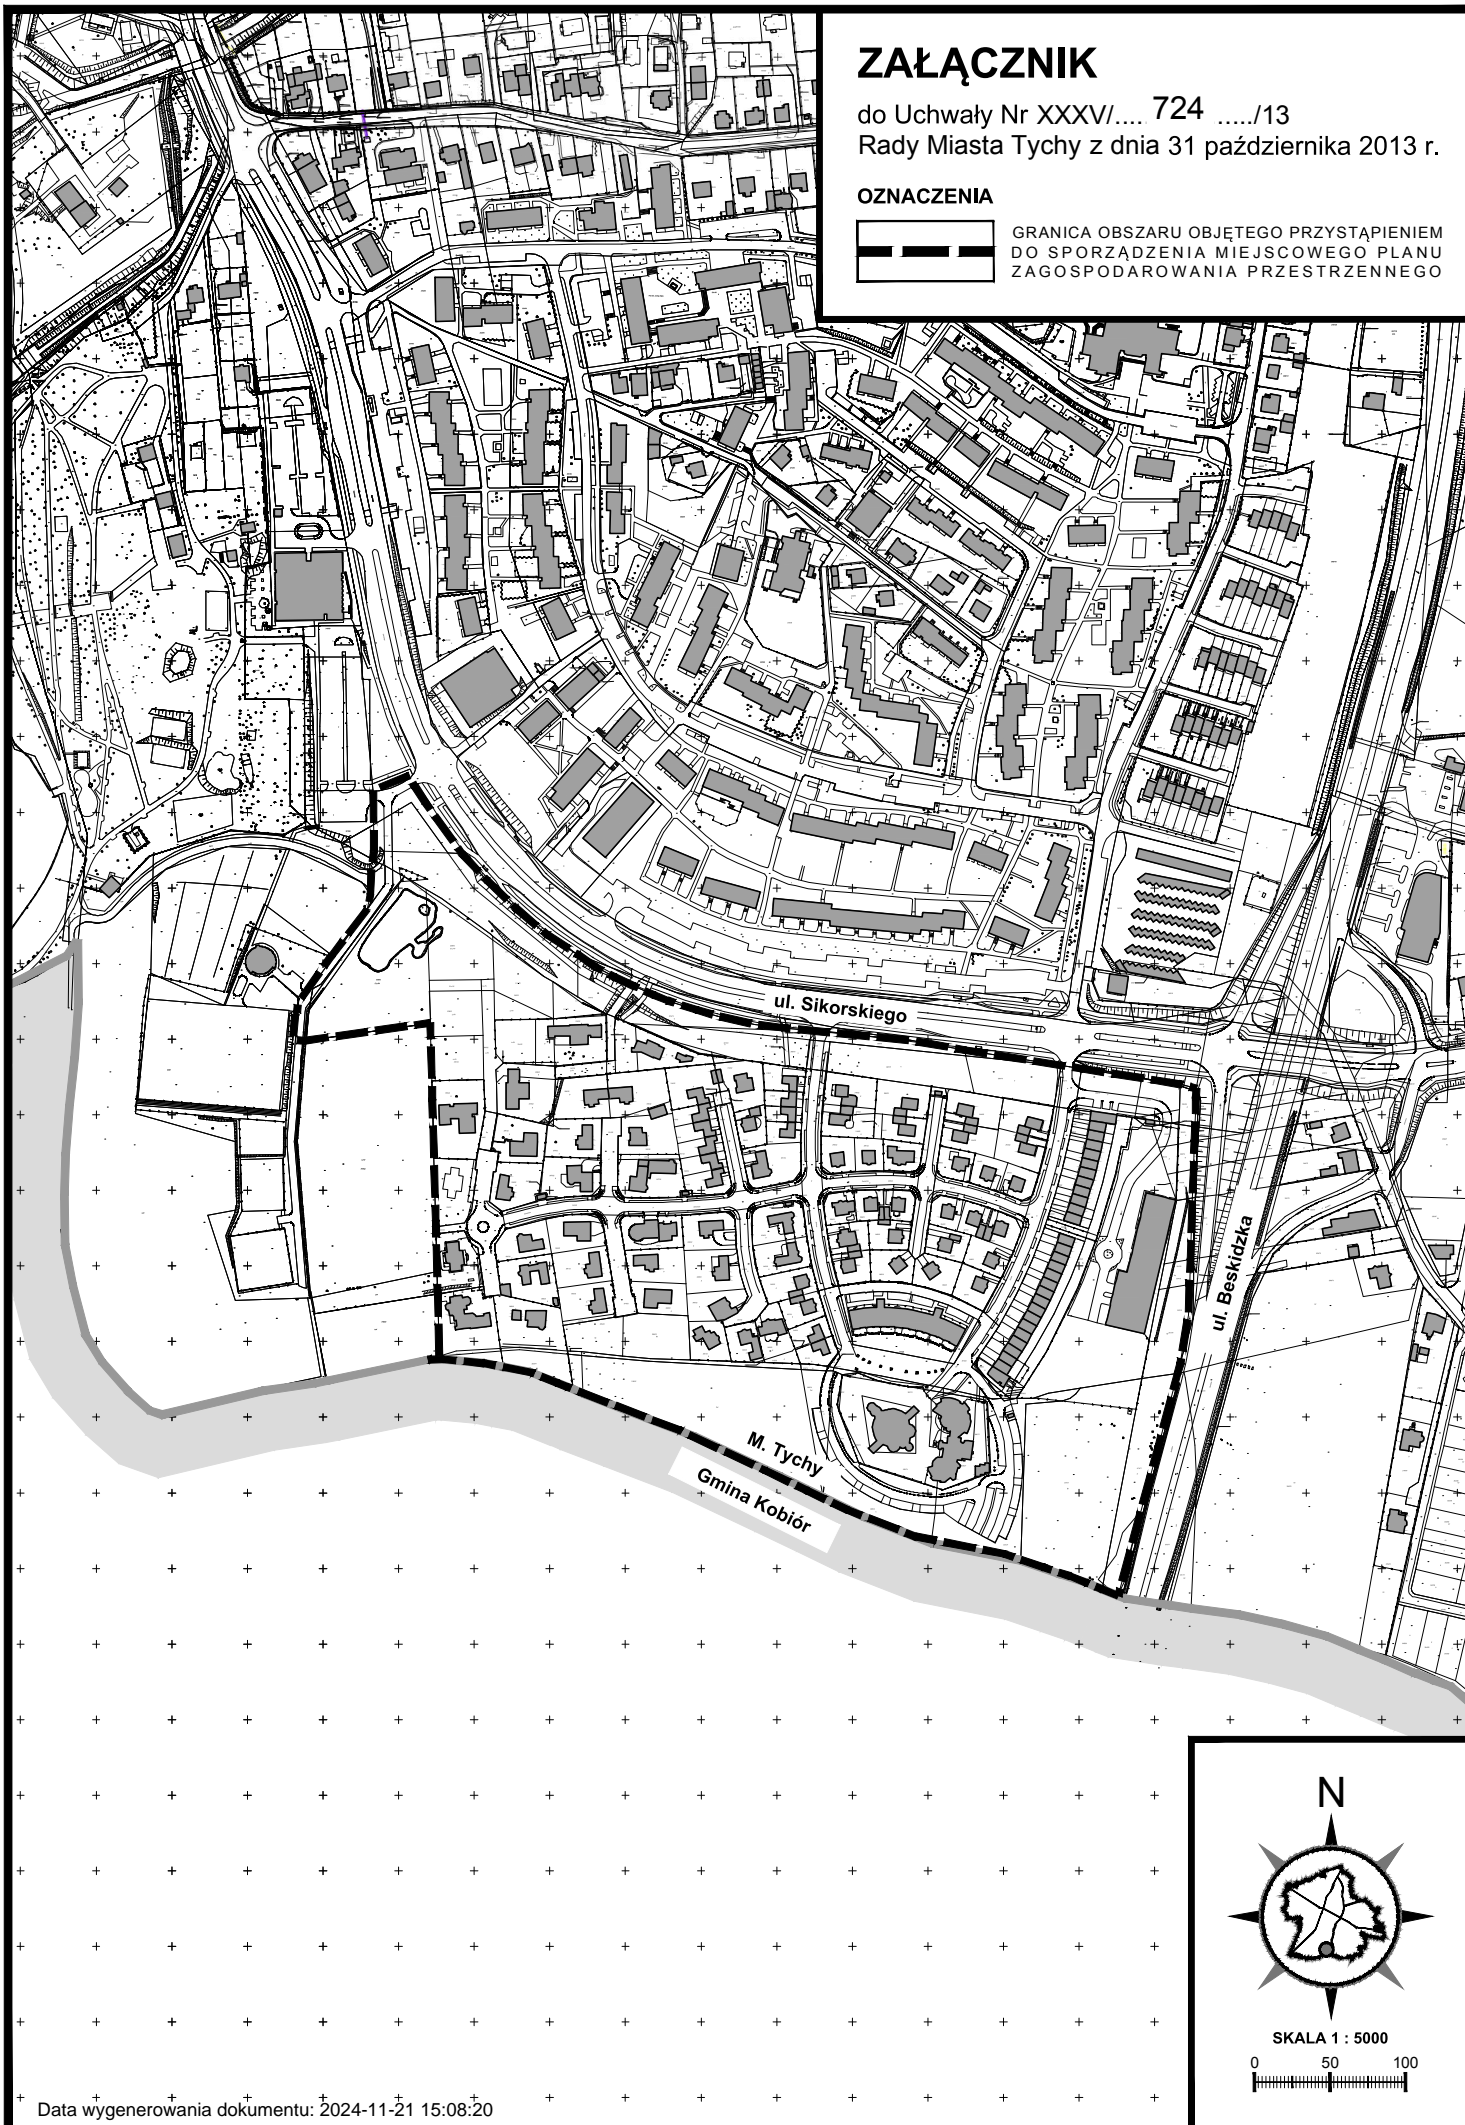 ZAŁĄCZNIK
do Uchwały Nr XXXV/.... 724 ...../13
Rady Miasta Tychy z dnia 31 października 2013 r.
OZNACZENIA
GRANICA OBSZARU OBJĘTEGO PRZYSTĄPIENIEM
DO SPORZĄDZENIA MIEJSCOWEGO PLANU
ZAGOSPODAROWANIA PRZESTRZENNEGO
ul. Sikorskiego
ul. Beskidzka
M. Tychy
Gmina Kobiór
N
SKALA 1 : 5000
0 50 100
Data wygenerowania dokumentu: 2024-11-21 15:08:20